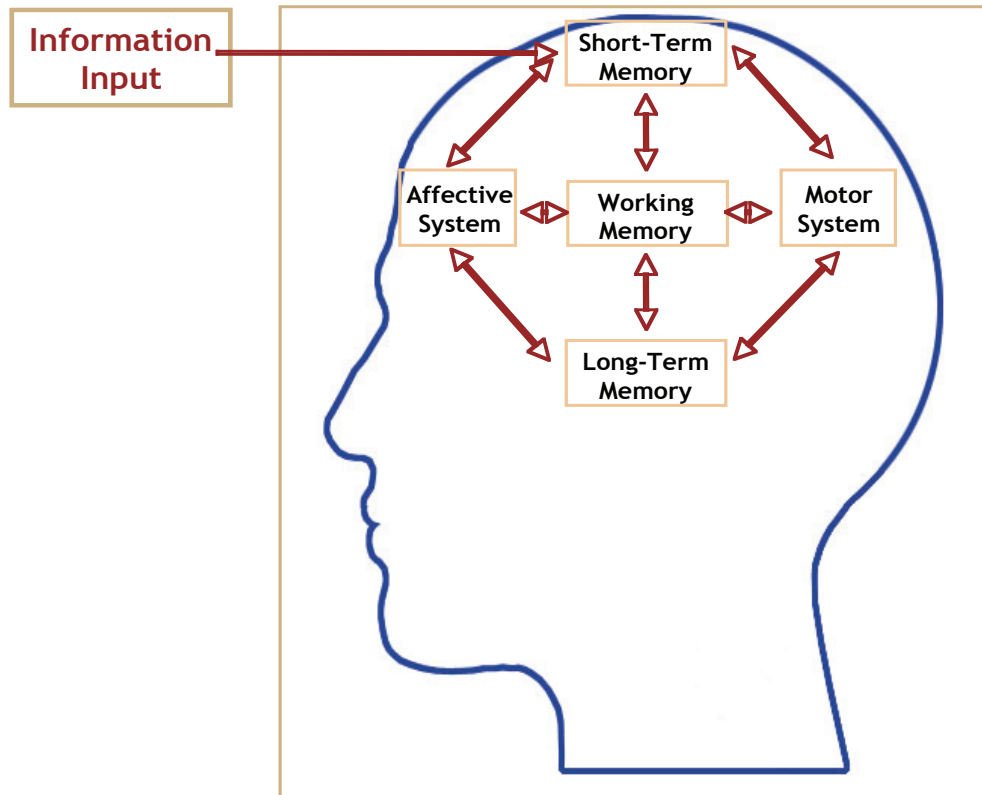 Information
Input
Short-Term
Memory
Affective
System
Working
Memory
Motor
System
Long-Term
Memory